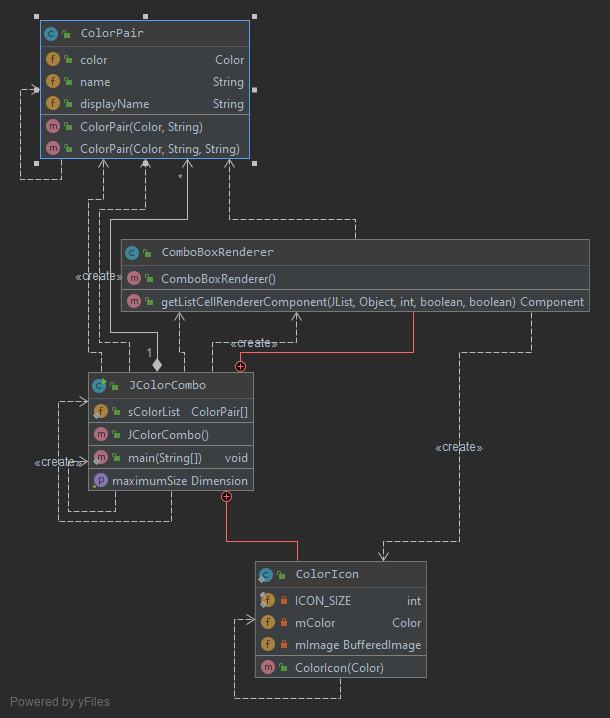 ColorPair
color Color
name String
displayName String
ColorPair(Color, String)
ColorPair(Color, String, String)
*
ComboBoxRenderer
«create»
ComboBoxRenderer()
getListCellRendererComponent(JList, Object, int, boolean, boolean) Component
«create»
1
JColorCombo
sColorList ColorPair[]
JColorCombo()
«create»
main(String[]) void
«create»
maximumSize Dimension
ColorIcon
ICON_SIZE int
mColor Color
mImage BufferedImage
ColorIcon(Color)
Powered by yFiles